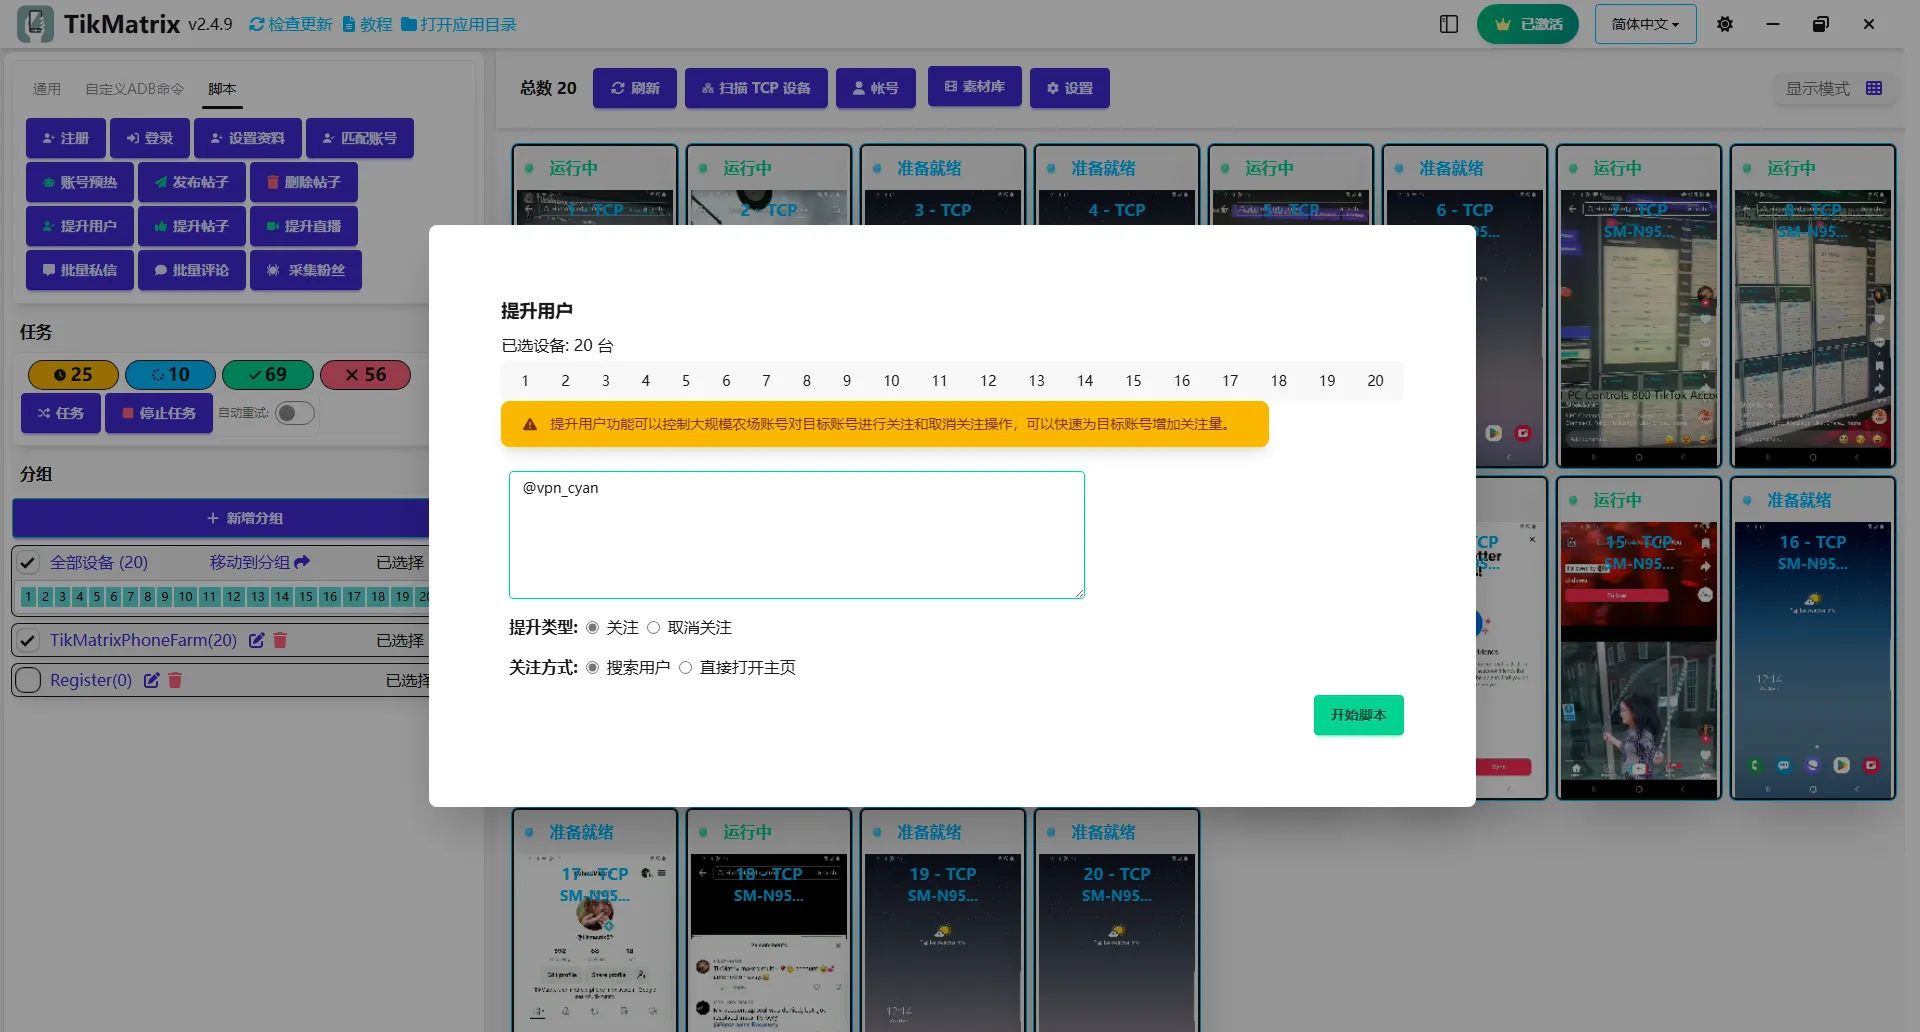 TikMatrix v2.4.9 检查更新 教程 打开应用目录
已激活 简体中文
通用 自定义ADB命令 脚本
注册 登录 设置资料 匹配账号
账号预热 发布帖子 删除帖子
提升用户 提升帖子 提升直播
批量私信 批量评论 采集粉丝
任务
25 10 69 56
任务 停止任务 自动重试:
分组
新增分组
全部设备 (20) 移动到分组 已选择
1 2 3 4 5 6 7 8 9 10 11 12 13 14 15 16 17 18 19 20
TikMatrixPhoneFarm(20) 已选择
Register(0) 已选择
总数 20 刷新 扫描 TCP 设备 帐号 素材库 设置 显示模式
运行中 运行中 准备就绪 准备就绪 运行中 准备就绪 运行中 运行中
1 - TCP 2 - TCP 3 - TCP 4 - TCP 5 - TCP 6 - TCP 7 - TCP 8 - TCP
SM-N95... SM-N95...
提升用户
已选设备: 20 台
1 2 3 4 5 6 7 8 9 10 11 12 13 14 15 16 17 18 19 20
提升用户功能可以控制大规模农场账号对目标账号进行关注和取消关注操作，可以快速为目标账号增加关注量。
@vpn_cyan
提升类型: 关注 取消关注
关注方式: 搜索用户 直接打开主页
开始脚本
运行中 准备就绪
15 - TCP 16 - TCP
SM-N95... SM-N95...
Follow
12:14
准备就绪 运行中 准备就绪 准备就绪
17 - TCP 18 - TCP 19 - TCP 20 - TCP
SM-N95... SM-N95... SM-N95... SM-N95...
Edit profile Share profile
12:14